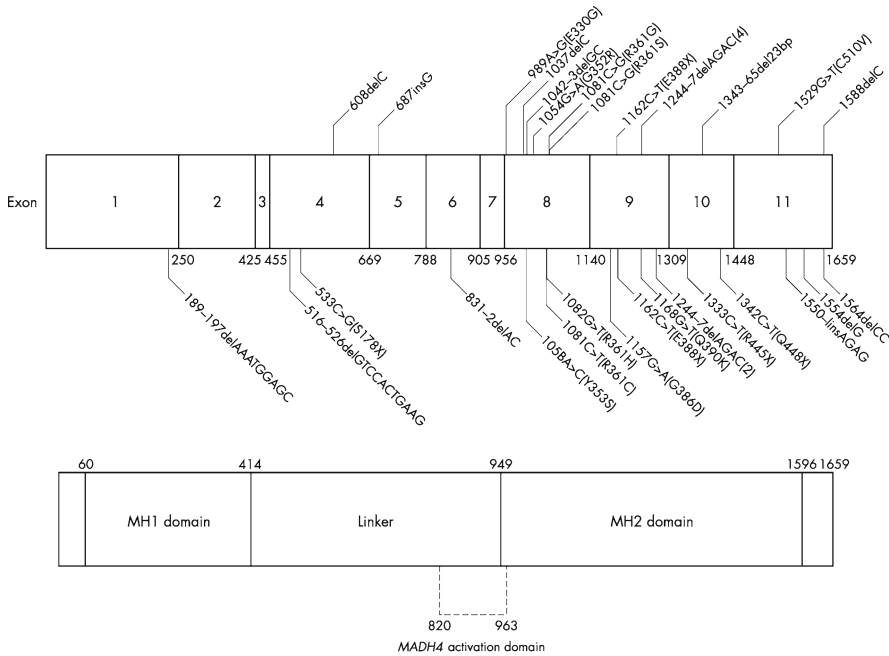 608delC
687insG
989A>G(E330G)
1037delC
1042–3delGC
1054G>A(G352R)
1081C>G(R361G)
1081C>G(R361S)
1162C>T(E388X)
1244–7delAGAC(4)
1343–65del23bp
1529G>T(C510V)
1588delC
Exon 1 2 3 4 5 6 7 8 9 10 11
250 425 455 669 788 905 956 1140 1309 1448 1659
189–197delAAATGGAGC
516–526delGTCCACTGAAG
533C>G(S178X)
831–2delAC
105BA>C(Y353S)
1081C>T(R361C)
1082G>T(R361H)
1157G>A(G386D)
1162C>T(E388X)
1168G>T(Q390K)
1244–7delAGAC(2)
1333C>T(R445X)
1342C>T(Q448X)
1550–linsAGAG
1554delG
1564delCC
60 414 949 1596 1659
MH1 domain Linker MH2 domain
820 963
MADH4 activation domain